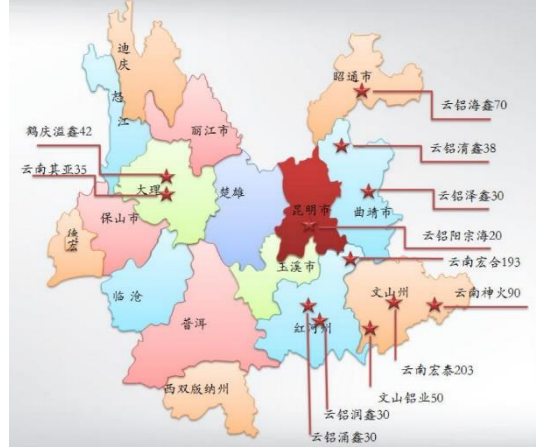 迪庆
怒江
昭通市
云铝海鑫70
鹤庆溢鑫42
丽江市
云铝淯鑫38
云南其亚35
大理
楚雄
云铝泽鑫30
保山市
昆明市
曲靖市
德宏
云铝阳宗海20
玉溪市
云南宏合193
临沧
文山州
云南神火90
普洱
红河州
云南宏泰203
西双版纳州
文山铝业50
云铝润鑫30
云铝涌鑫30